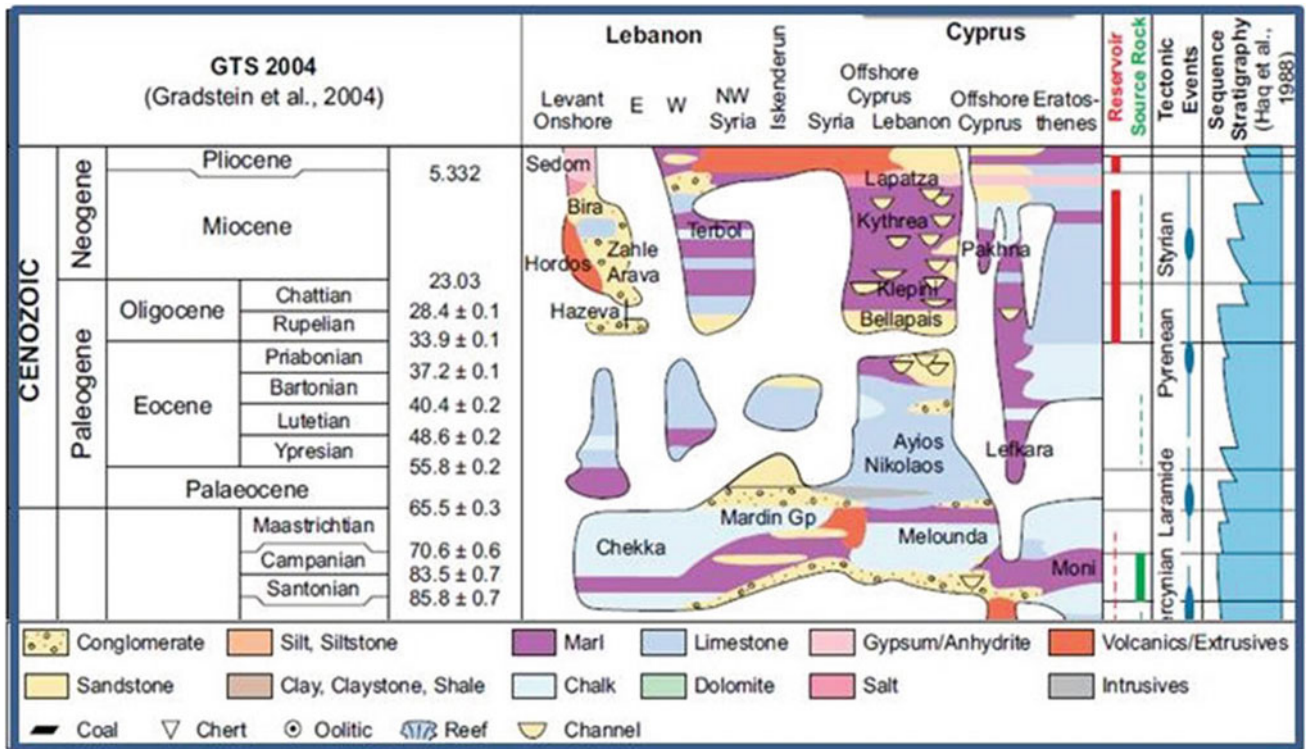 GTS 2004
(Gradstein et al., 2004)
Lebanon
Cyprus
Levant
Onshore
E
W
NW
Syria
Iskenderun
Offshore
Cyprus
Syria Lebanon
Offshore
Cyprus
Eratos-
thenes
Reservoir
Source Rock
Tectonic
Events
Sequence
Stratigraphy
(Haq et al.,
1988)
CENOZOIC
Neogene
Paleogene
Pliocene
5.332
Miocene
23.03
Oligocene
Chattian
28.4 ± 0.1
Rupelian
33.9 ± 0.1
Eocene
Priabonian
37.2 ± 0.1
Bartonian
40.4 ± 0.2
Lutetian
48.6 ± 0.2
Ypresian
55.8 ± 0.2
Palaeocene
65.5 ± 0.3
Maastrichtian
70.6 ± 0.6
Campanian
83.5 ± 0.7
Santonian
85.8 ± 0.7
Sedom
Bira
Hordos
Zahle
Arava
Hazeva
Terbol
Lapatza
Kythrea
Klepini
Bellapais
Pakhna
Ayios
Nikolaos
Lefkara
Mardin Gp
Chekka
Melounda
Moni
Styrian
Pyrenean
Laramide
ercynian
Conglomerate
Silt, Siltstone
Marl
Limestone
Gypsum/Anhydrite
Volcanics/Extrusives
Sandstone
Clay, Claystone, Shale
Chalk
Dolomite
Salt
Intrusives
Coal
Chert
Oolitic
Reef
Channel